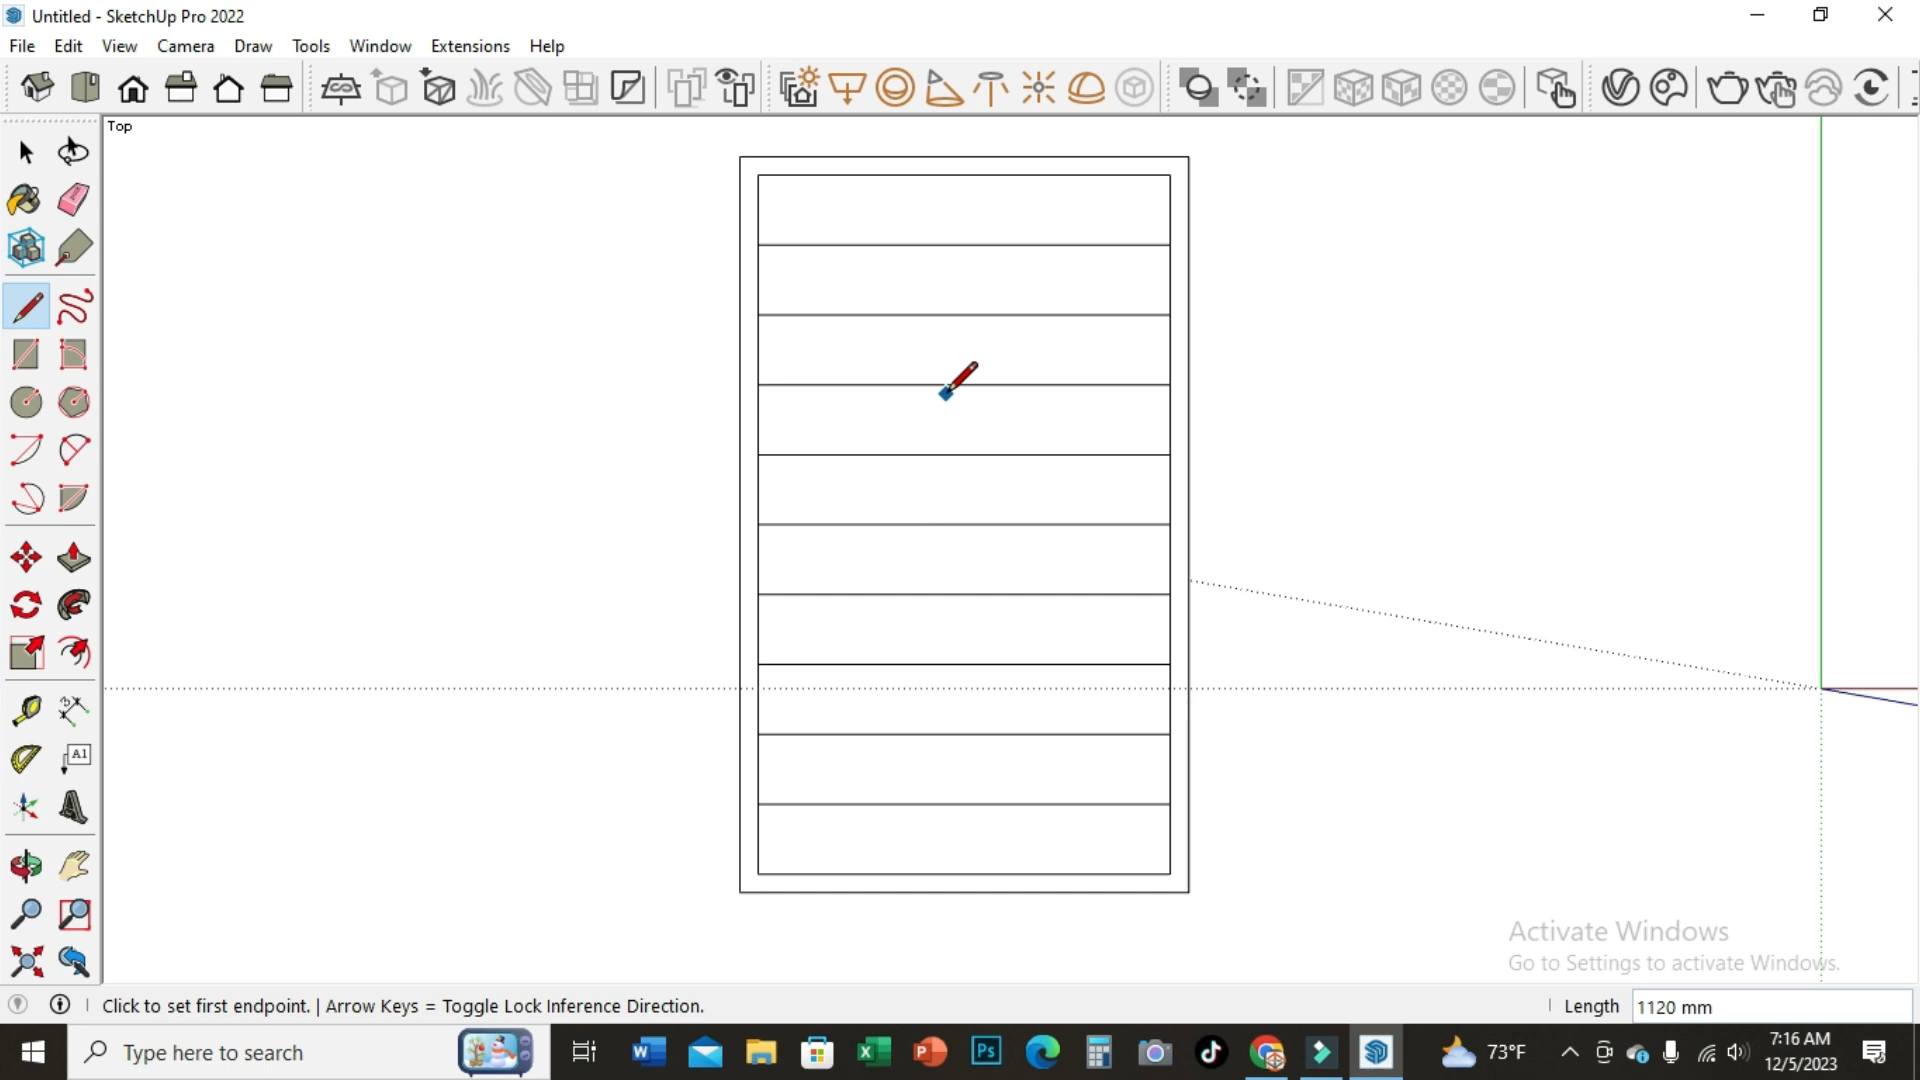 Untitled - SketchUp Pro 2022
File Edit View Camera Draw Tools Window Extensions Help
Top
A1
Activate Windows
Go to Settings to activate Windows.
Click to set first endpoint. | Arrow Keys = Toggle Lock Inference Direction.
Length 1120 mm
Type here to search
W
X
P
Ps
73°F
7:16 AM
12/5/2023